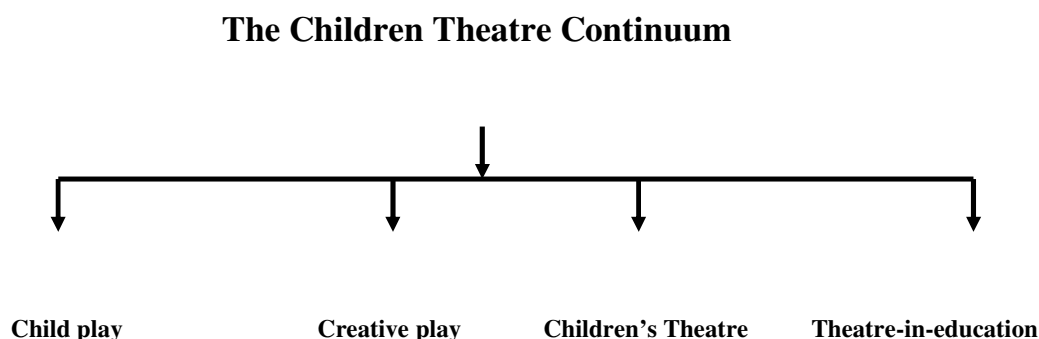 The Children Theatre Continuum
Child play Creative play Children’s Theatre Theatre-in-education